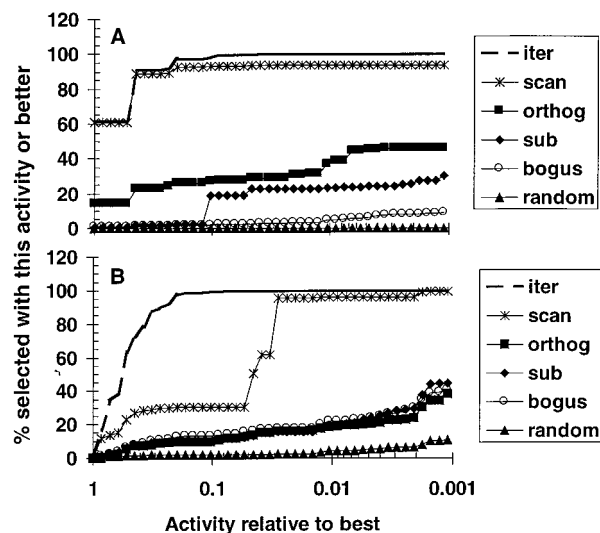 % selected with this activity or better
A
120
100
80
60
40
20
0
iter
scan
orthog
sub
bogus
random
B
120
100
80
60
40
20
0
1
0.1
0.01
0.001
iter
scan
orthog
sub
bogus
random
Activity relative to best